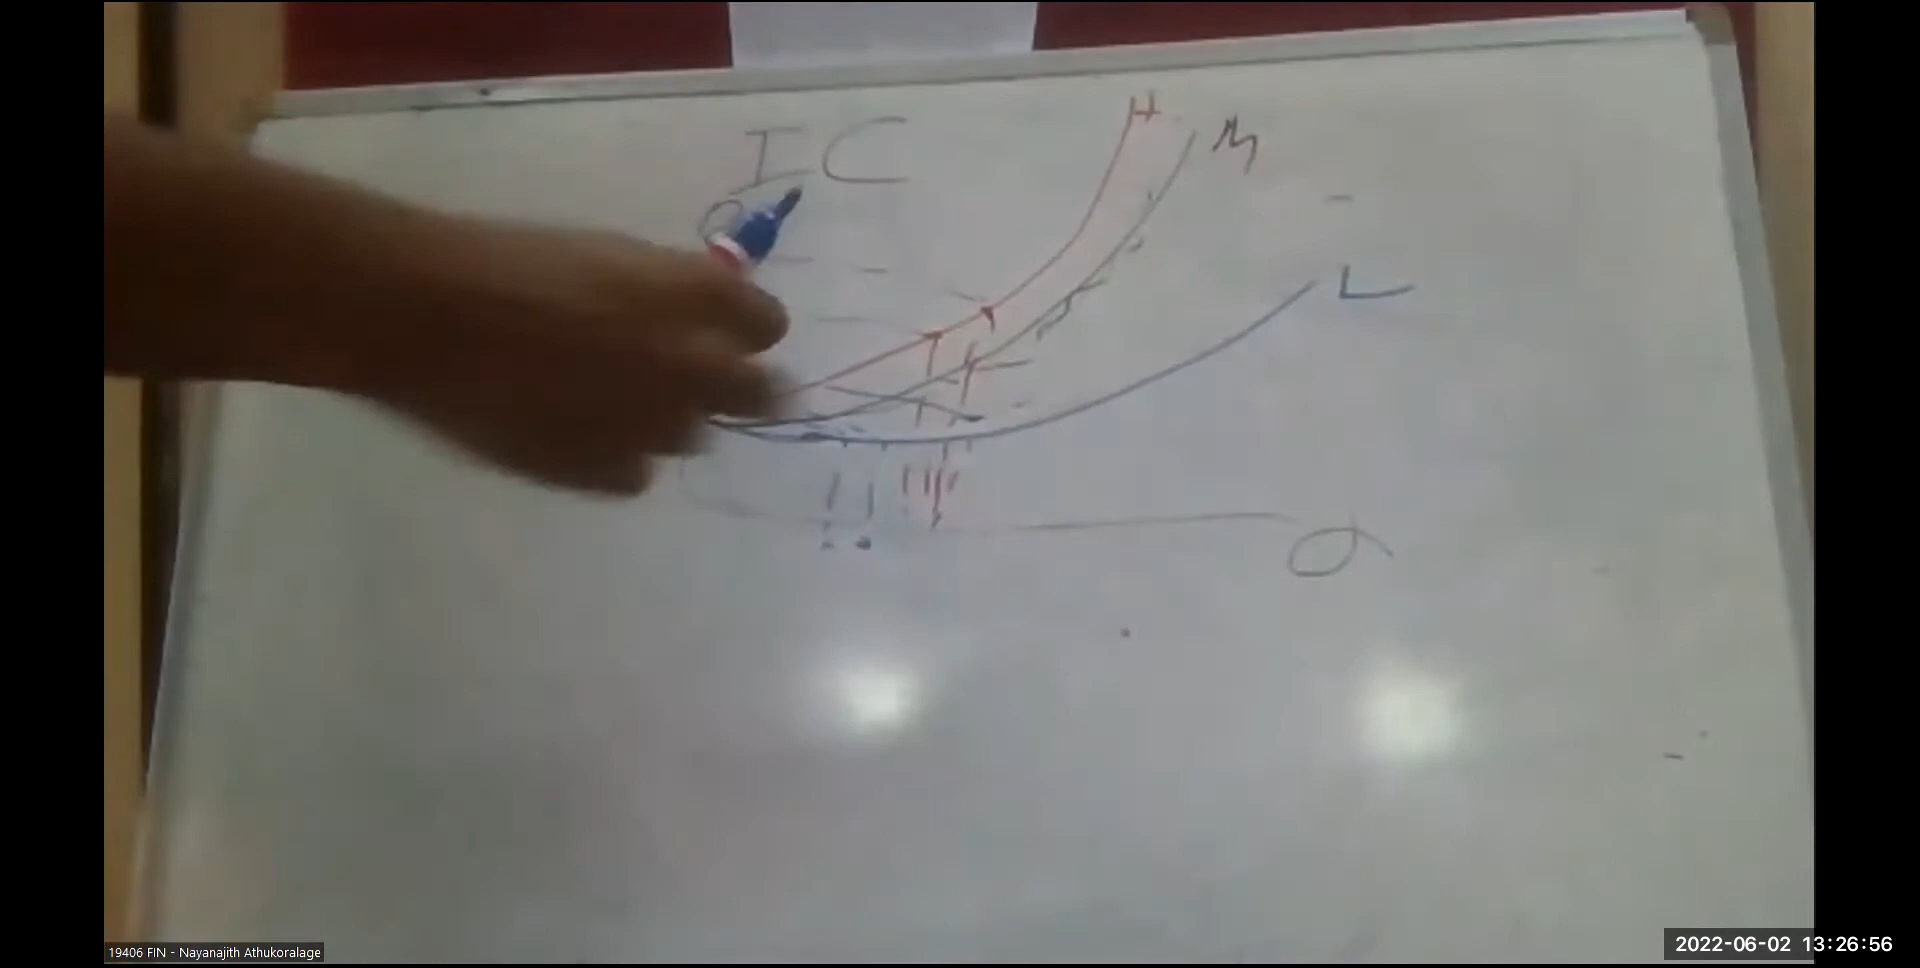 IC
H
M
L
σ
19406 FIN - Nayanajith Athukoralage
2022-06-02 13:26:56